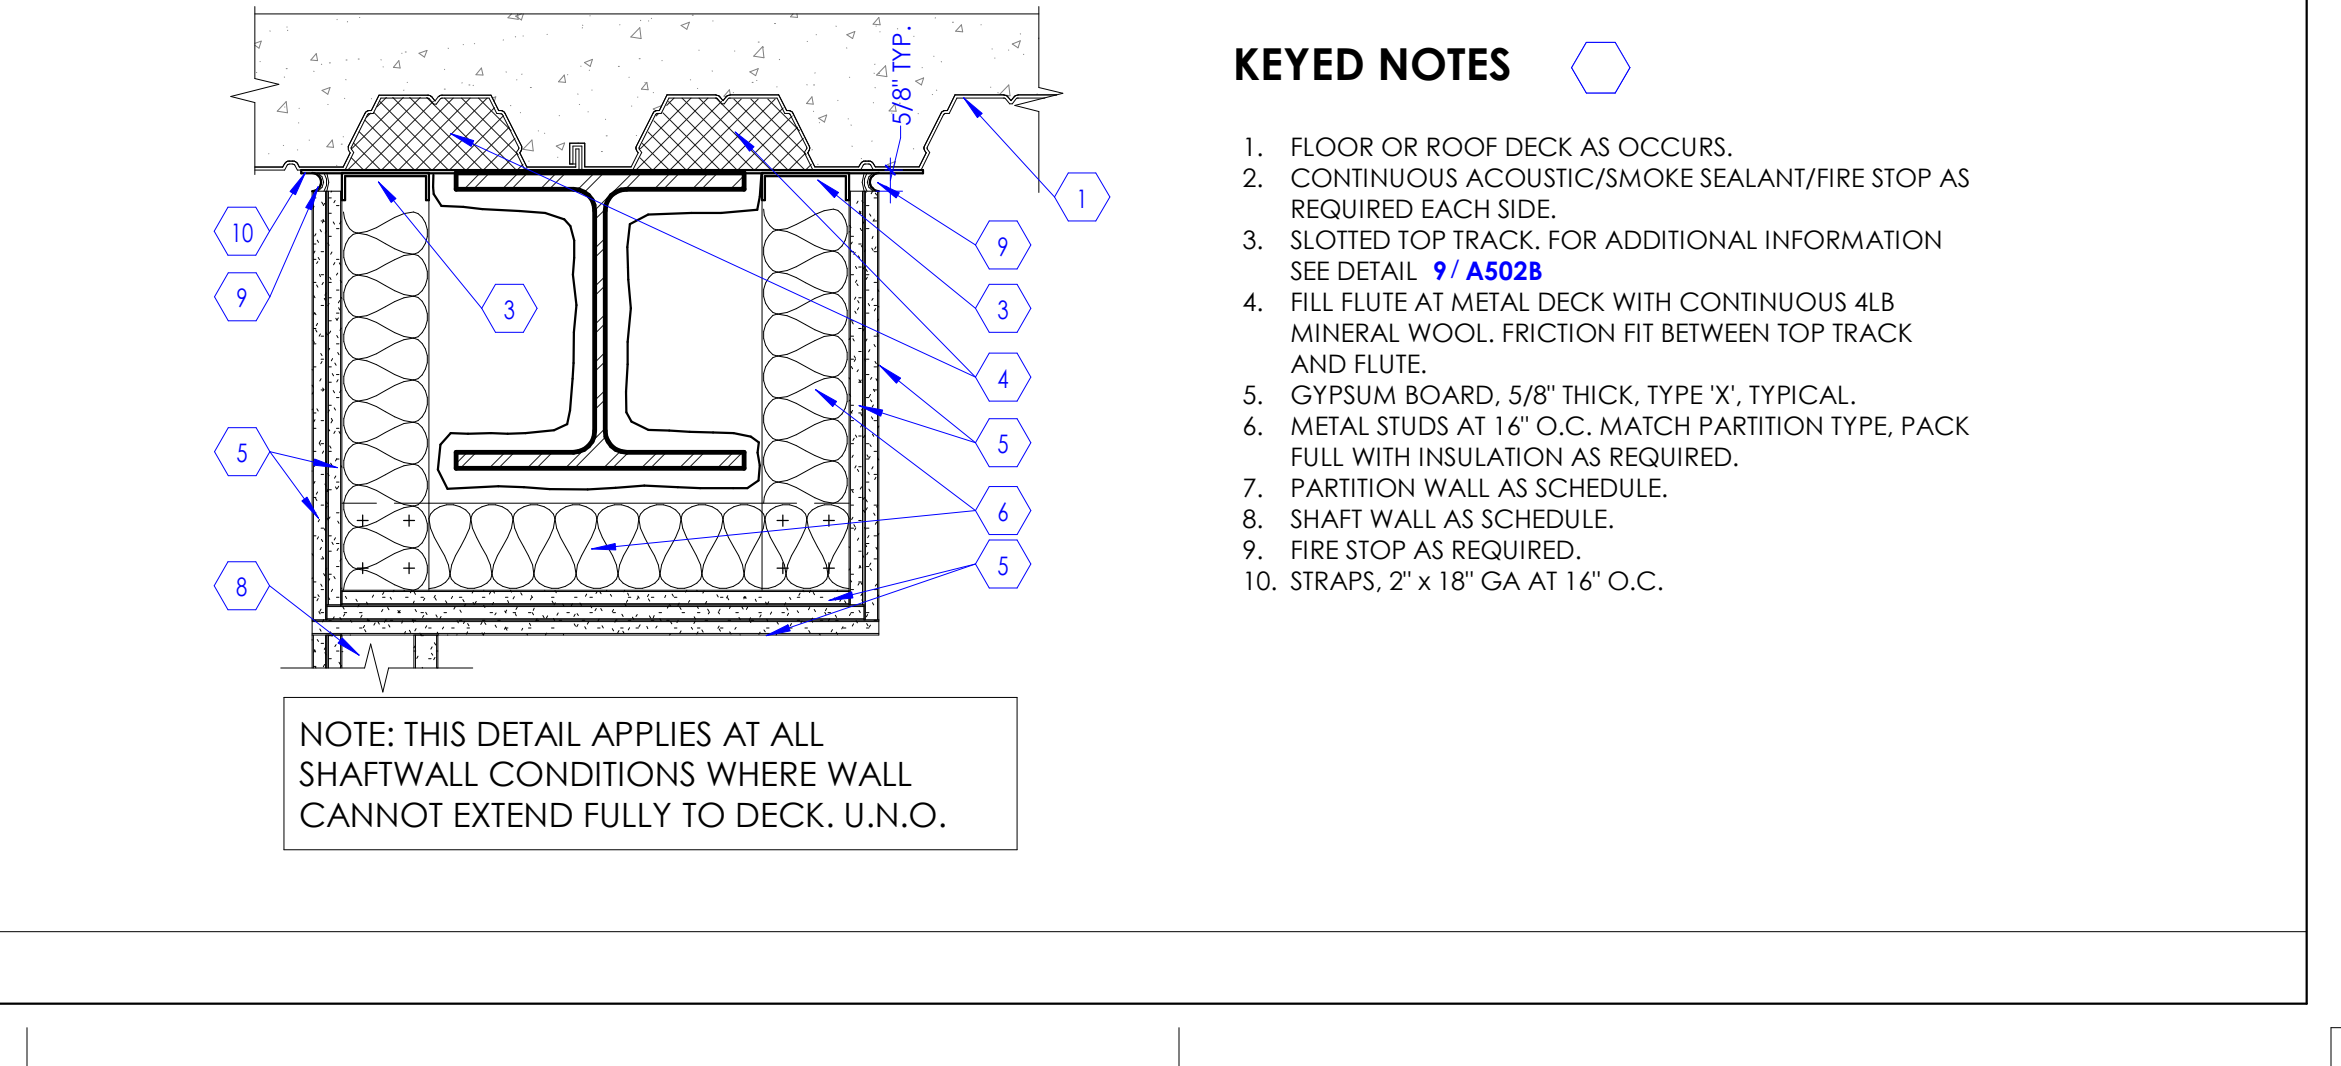 5/8" TYP.
1
10
9
9
3
3
4
5
5
6
5
8
NOTE: THIS DETAIL APPLIES AT ALL
SHAFTWALL CONDITIONS WHERE WALL
CANNOT EXTEND FULLY TO DECK. U.N.O.
KEYED NOTES
1. FLOOR OR ROOF DECK AS OCCURS.
2. CONTINUOUS ACOUSTIC/SMOKE SEALANT/FIRE STOP AS
REQUIRED EACH SIDE.
3. SLOTTED TOP TRACK. FOR ADDITIONAL INFORMATION
SEE DETAIL 9/ A502B
4. FILL FLUTE AT METAL DECK WITH CONTINUOUS 4LB
MINERAL WOOL. FRICTION FIT BETWEEN TOP TRACK
AND FLUTE.
5. GYPSUM BOARD, 5/8" THICK, TYPE 'X', TYPICAL.
6. METAL STUDS AT 16" O.C. MATCH PARTITION TYPE, PACK
FULL WITH INSULATION AS REQUIRED.
7. PARTITION WALL AS SCHEDULE.
8. SHAFT WALL AS SCHEDULE.
9. FIRE STOP AS REQUIRED.
10. STRAPS, 2" x 18" GA AT 16" O.C.